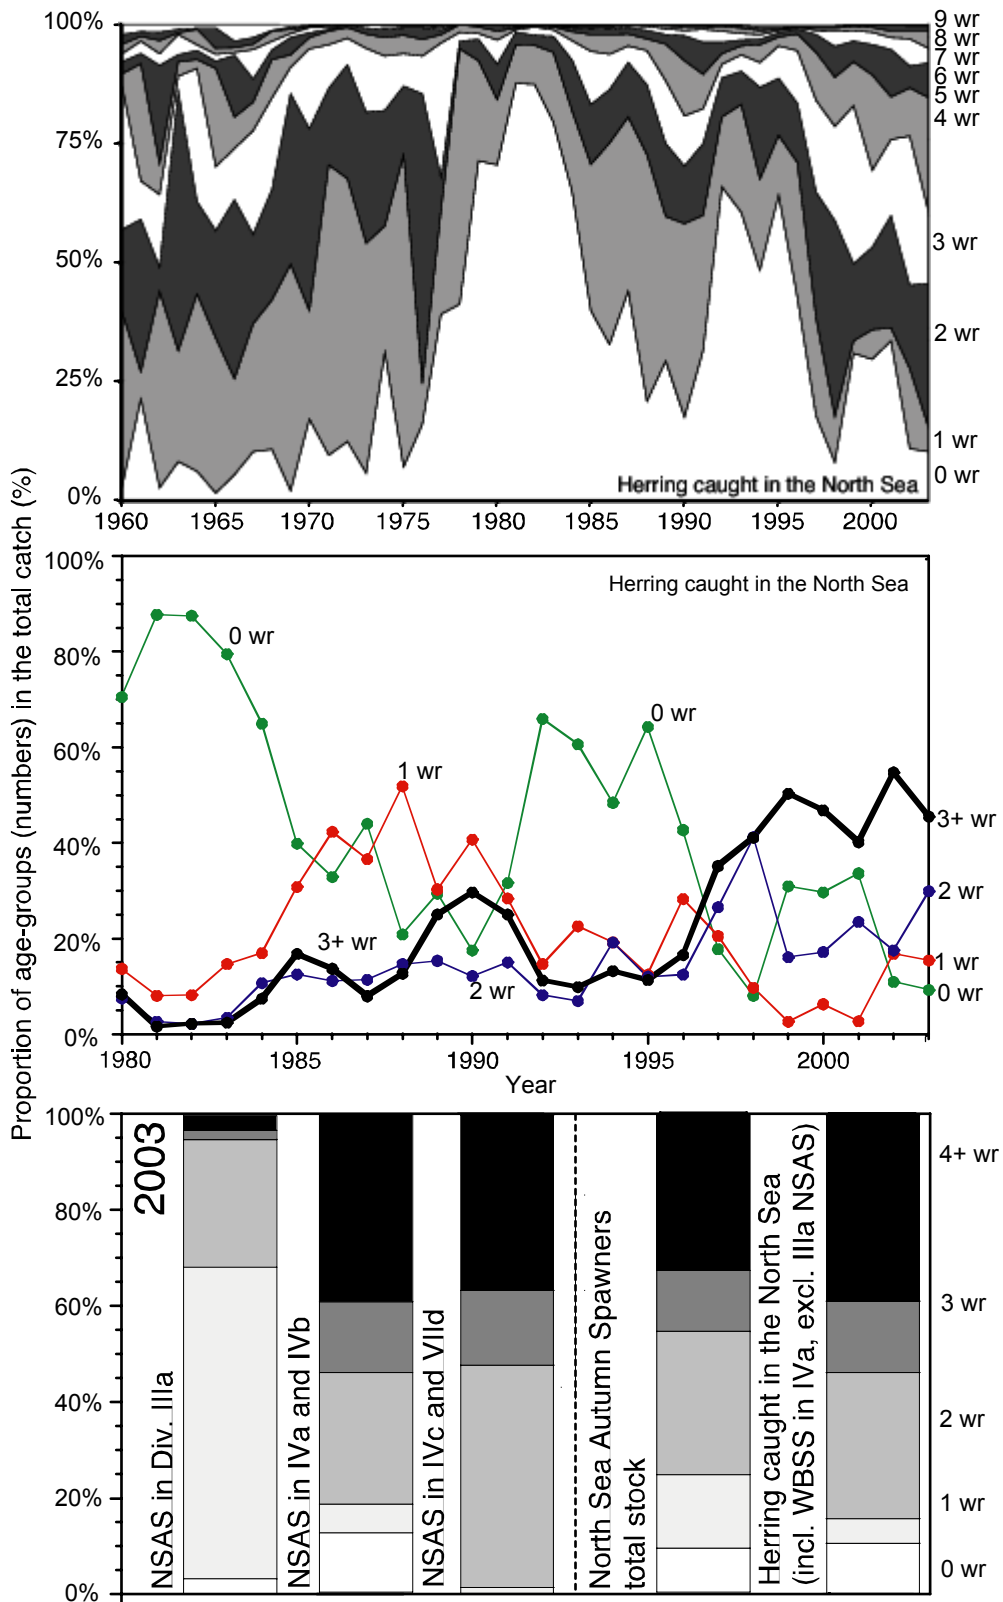 Proportion of age-groups (numbers) in the total catch (%)
100%
75%
50%
25%
0%
9 wr
8 wr
7 wr
6 wr
5 wr
4 wr
3 wr
2 wr
1 wr
0 wr
Herring caught in the North Sea
1960 1965 1970 1975 1980 1985 1990 1995 2000
100%
80%
60%
40%
20%
0%
Herring caught in the North Sea
0 wr
0 wr
1 wr
3+ wr
2 wr
3+ wr
2 wr
1 wr
0 wr
1980 1985 1990 1995 2000
Year
100%
80%
60%
40%
20%
0%
2003
NSAS in Div. IIIa
NSAS in IVa and IVb
NSAS in IVc and VIId
North Sea Autumn Spawners
total stock
Herring caught in the North Sea
(incl. WBSS in IVa, excl. IIIa NSAS)
4+ wr
3 wr
2 wr
1 wr
0 wr